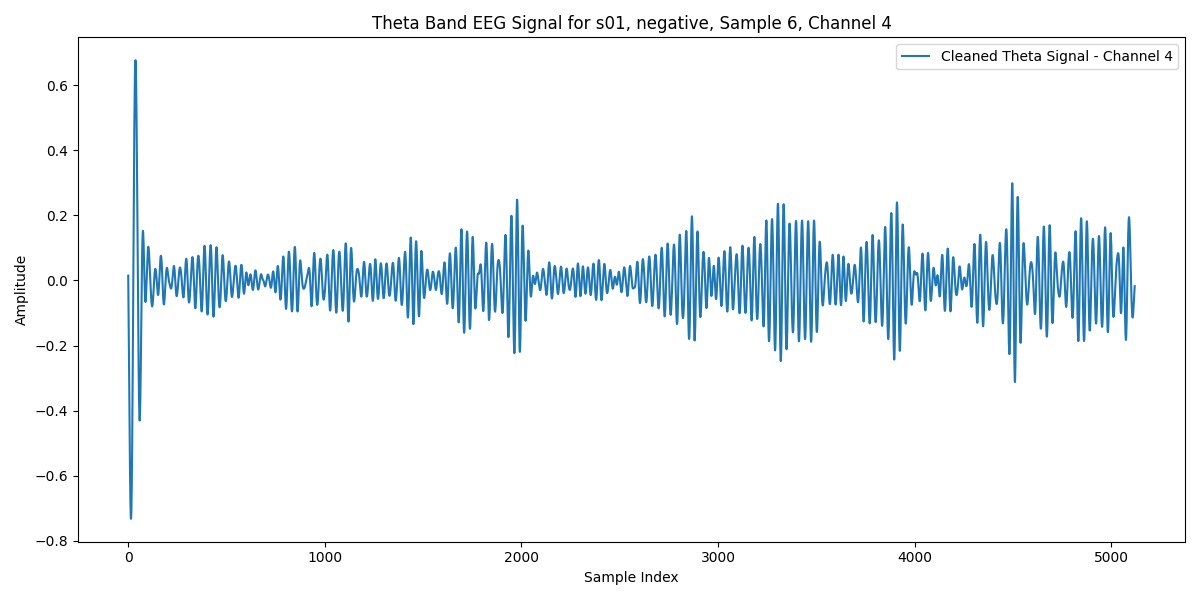 Theta Band EEG Signal for s01, negative, Sample 6, Channel 4
Cleaned Theta Signal - Channel 4
Amplitude
0.6
0.4
0.2
0.0
−0.2
−0.4
−0.6
−0.8
0 1000 2000 3000 4000 5000
Sample Index